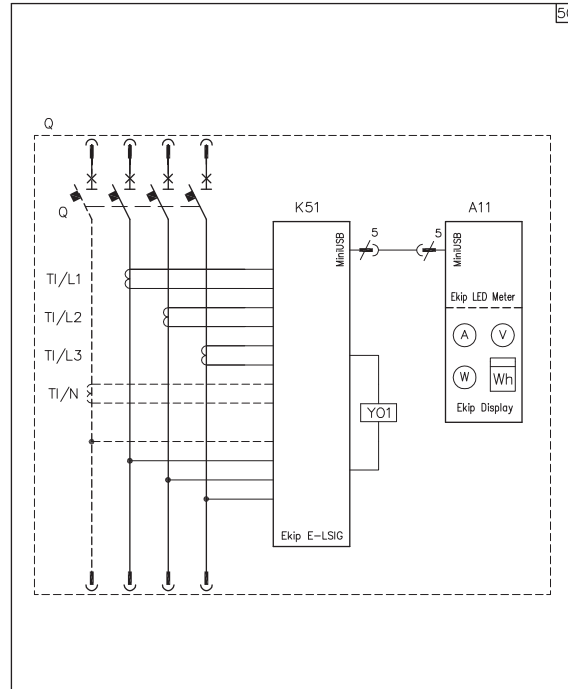 Q
Q
K51
A11
5
5
MiniUSB
MiniUSB
TI/L1
Ekip LED Meter
TI/L2
A
V
TI/L3
W
Wh
TI/N
YO1
Ekip Display
Ekip E-LSIG